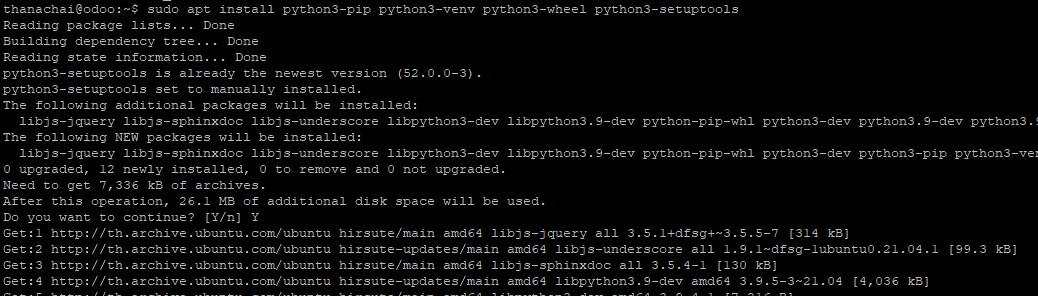 thanachai@odoo:~$ sudo apt install python3-pip python3-venv python3-wheel python3-setuptools
Reading package lists... Done
Building dependency tree... Done
Reading state information... Done
python3-setuptools is already the newest version (52.0.0-3).
python3-setuptools set to manually installed.
The following additional packages will be installed:
  libjs-jquery libjs-sphinxdoc libjs-underscore libpython3-dev libpython3.9-dev python-pip-whl python3-dev python3.9-dev python3.9
The following NEW packages will be installed:
  libjs-jquery libjs-sphinxdoc libjs-underscore libpython3-dev libpython3.9-dev python-pip-whl python3-dev python3-pip python3-ven
0 upgraded, 12 newly installed, 0 to remove and 0 not upgraded.
Need to get 7,336 kB of archives.
After this operation, 26.1 MB of additional disk space will be used.
Do you want to continue? [Y/n] Y
Get:1 http://th.archive.ubuntu.com/ubuntu hirsute/main amd64 libjs-jquery all 3.5.1+dfsg+~3.5.5-7 [314 kB]
Get:2 http://th.archive.ubuntu.com/ubuntu hirsute-updates/main amd64 libjs-underscore all 1.9.1~dfsg-1ubuntu0.21.04.1 [99.3 kB]
Get:3 http://th.archive.ubuntu.com/ubuntu hirsute/main amd64 libjs-sphinxdoc all 3.5.4-1 [130 kB]
Get:4 http://th.archive.ubuntu.com/ubuntu hirsute-updates/main amd64 libpython3.9-dev amd64 3.9.5-3~21.04 [4,036 kB]